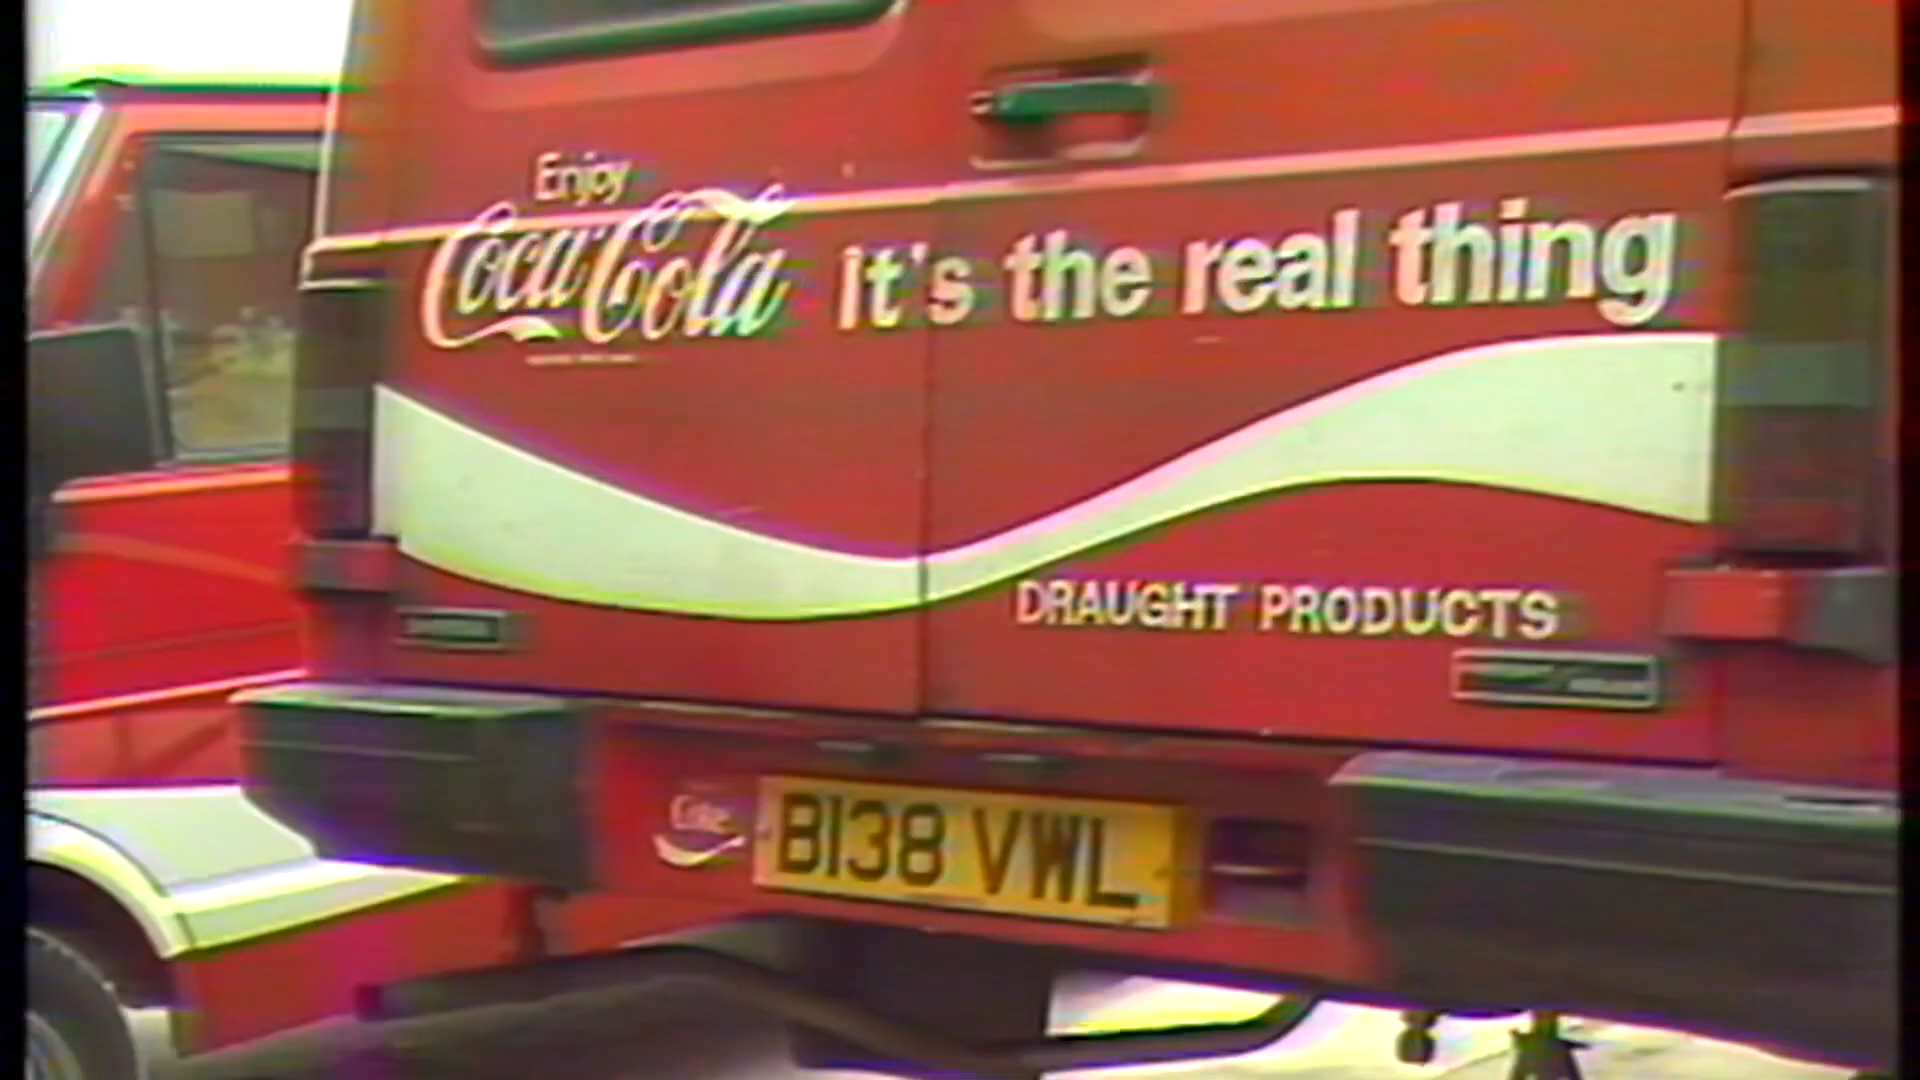 Enjoy
Coca-Cola it's the real thing
DRAUGHT PRODUCTS
Coke
B138 VWL